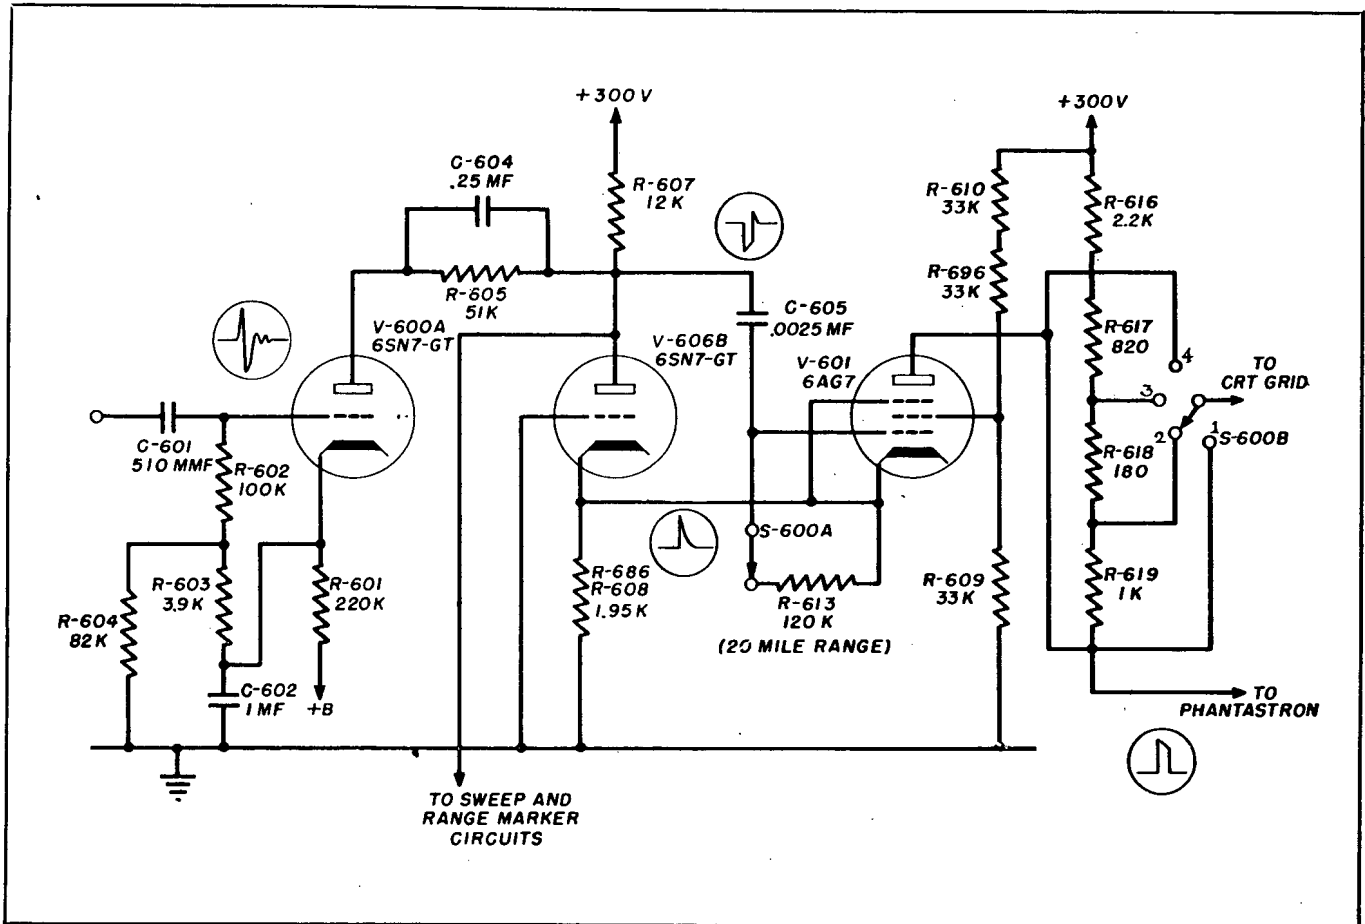 +300V
+300V
C-604
.25 MF
R-607
12K
R-610
33K
R-616
2.2K
R-605
51K
R-696
33K
C-605
.0025 MF
V-600A
6SN7-GT
V-606B
6SN7-GT
V-601
6AG7
R-617
820
4
TO
CRT GRID
3
2
1
S-600B
C-601
510 MMF
R-602
100K
R-618
180
S-600A
R-603
3.9K
R-601
220K
R-686
R-608
1.95K
R-613
120K
(20 MILE RANGE)
R-609
33K
R-619
1K
R-604
82K
C-602
1MF
+B
TO
PHANTASTRON
TO SWEEP AND
RANGE MARKER
CIRCUITS